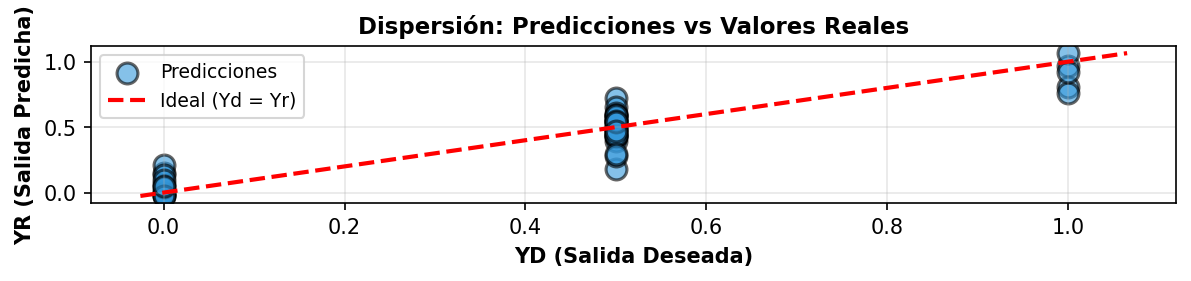 Dispersión: Predicciones vs Valores Reales
YR (Salida Predicha)
1.0
0.5
0.0
Predicciones
Ideal (Yd = Yr)
0.0 0.2 0.4 0.6 0.8 1.0
YD (Salida Deseada)